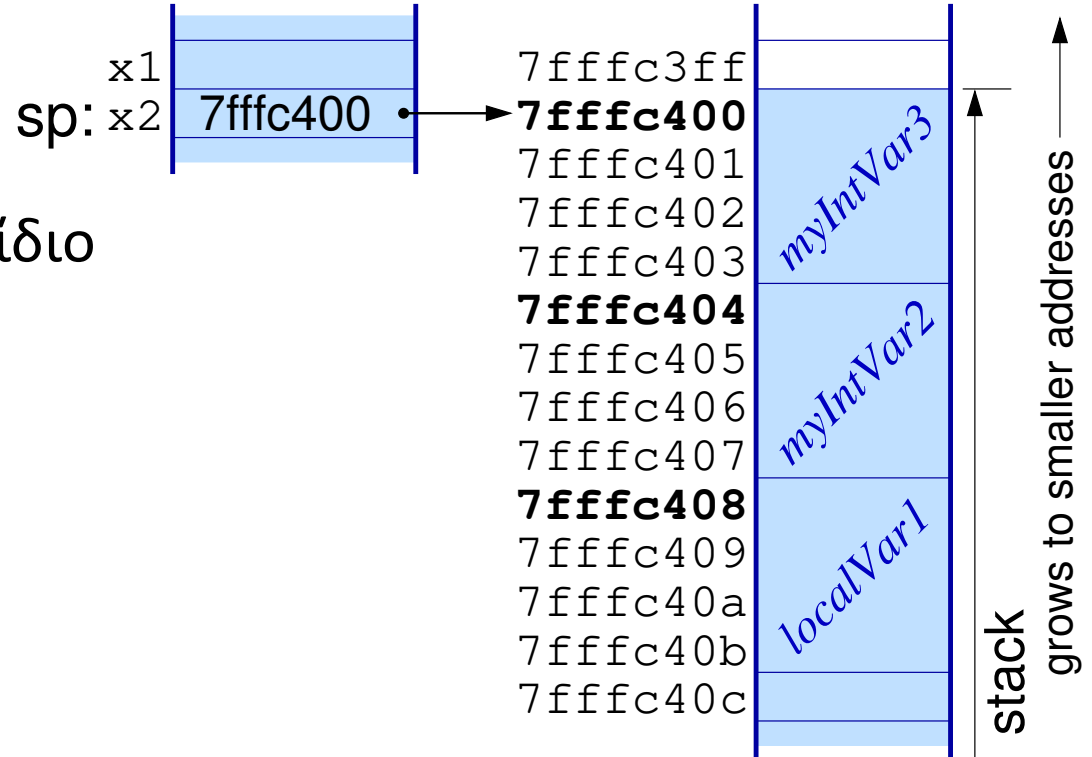 x1
sp: x2 7fffc400
ίδιο
7fffc3ff
7fffc400
7fffc401
7fffc402
7fffc403
7fffc404
7fffc405
7fffc406
7fffc407
7fffc408
7fffc409
7fffc40a
7fffc40b
7fffc40c
myIntVar3
myIntVar2
localVar1
stack
grows to smaller addresses